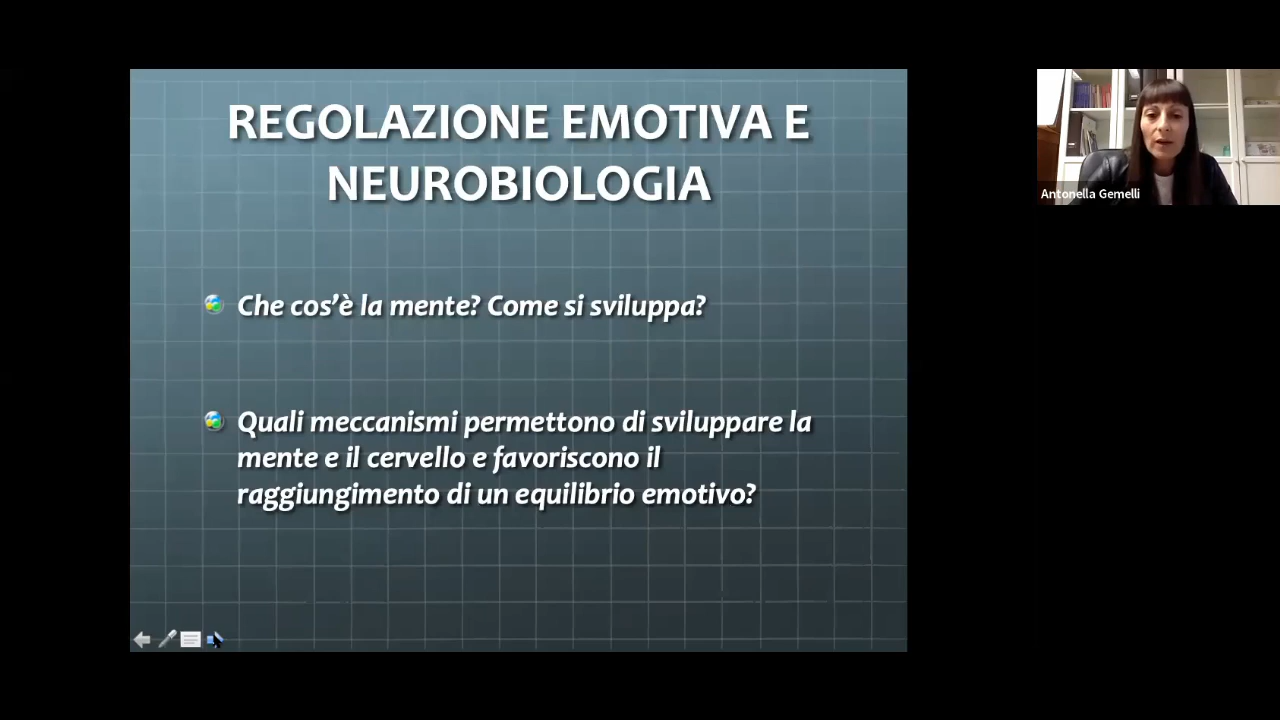 REGOLAZIONE EMOTIVA E
NEUROBIOLOGIA
Che cos'è la mente? Come si sviluppa?
Quali meccanismi permettono di sviluppare la
mente e il cervello e favoriscono il
raggiungimento di un equilibrio emotivo?
Antonella Gemelli